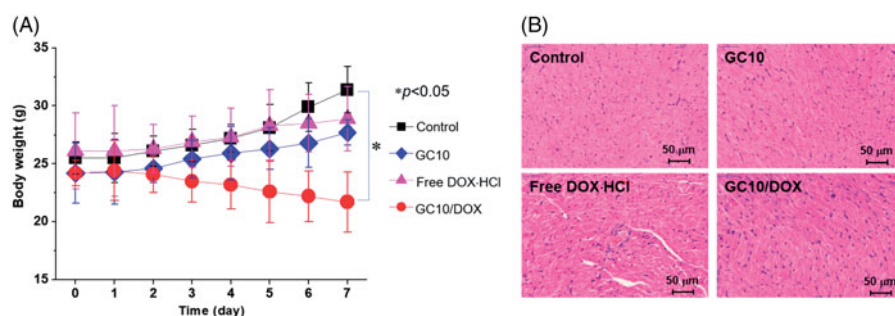 (A)
35
30
25
20
15
Body weight (g)
0 1 2 3 4 5 6 7
Time (day)
*p<0.05
Control
GC10
Free DOX·HCl
GC10/DOX
*
(B)
Control
50 μm
GC10
50 μm
Free DOX·HCl
50 μm
GC10/DOX
50 μm